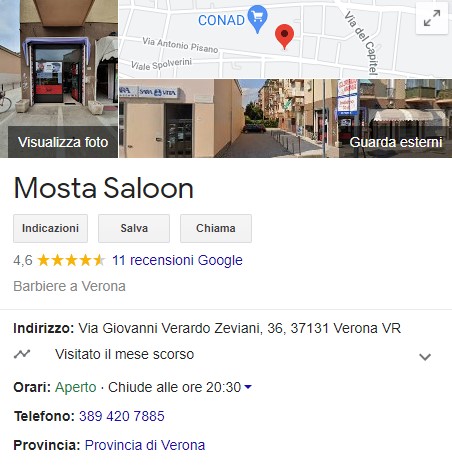 CONAD
Via Antonio Pisano
Viale Spolverini
Via del Capitel
SARA
VITA
Visualizza foto
Guarda esterni
Mosta Saloon
Indicazioni
Salva
Chiama
4,6 11 recensioni Google
Barbiere a Verona
Indirizzo: Via Giovanni Verardo Zeviani, 36, 37131 Verona VR
Visitato il mese scorso
Orari: Aperto · Chiude alle ore 20:30
Telefono: 389 420 7885
Provincia: Provincia di Verona